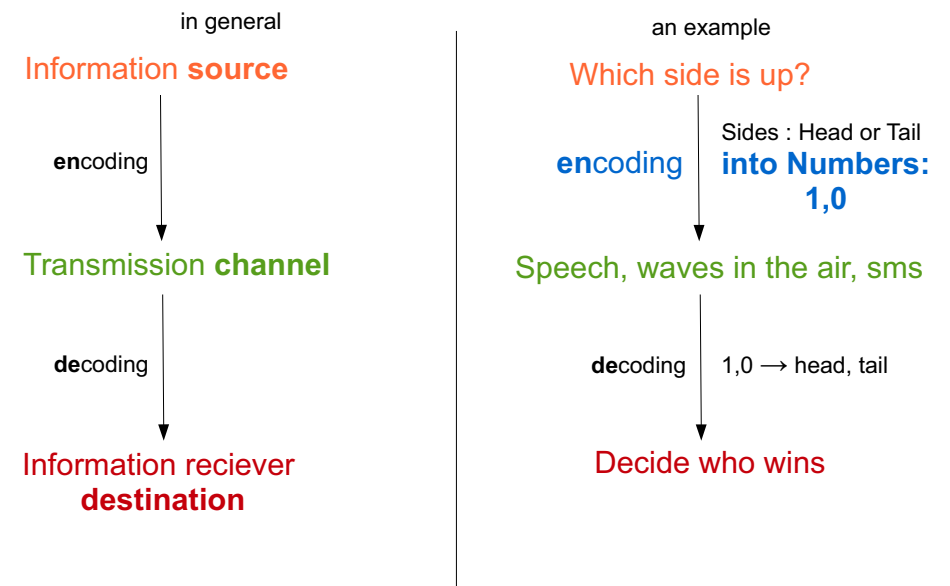 in general
Information source
encoding
Transmission channel
decoding
Information reciever
destination
an example
Which side is up?
Sides : Head or Tail
encoding into Numbers:
1,0
Speech, waves in the air, sms
decoding 1,0 → head, tail
Decide who wins